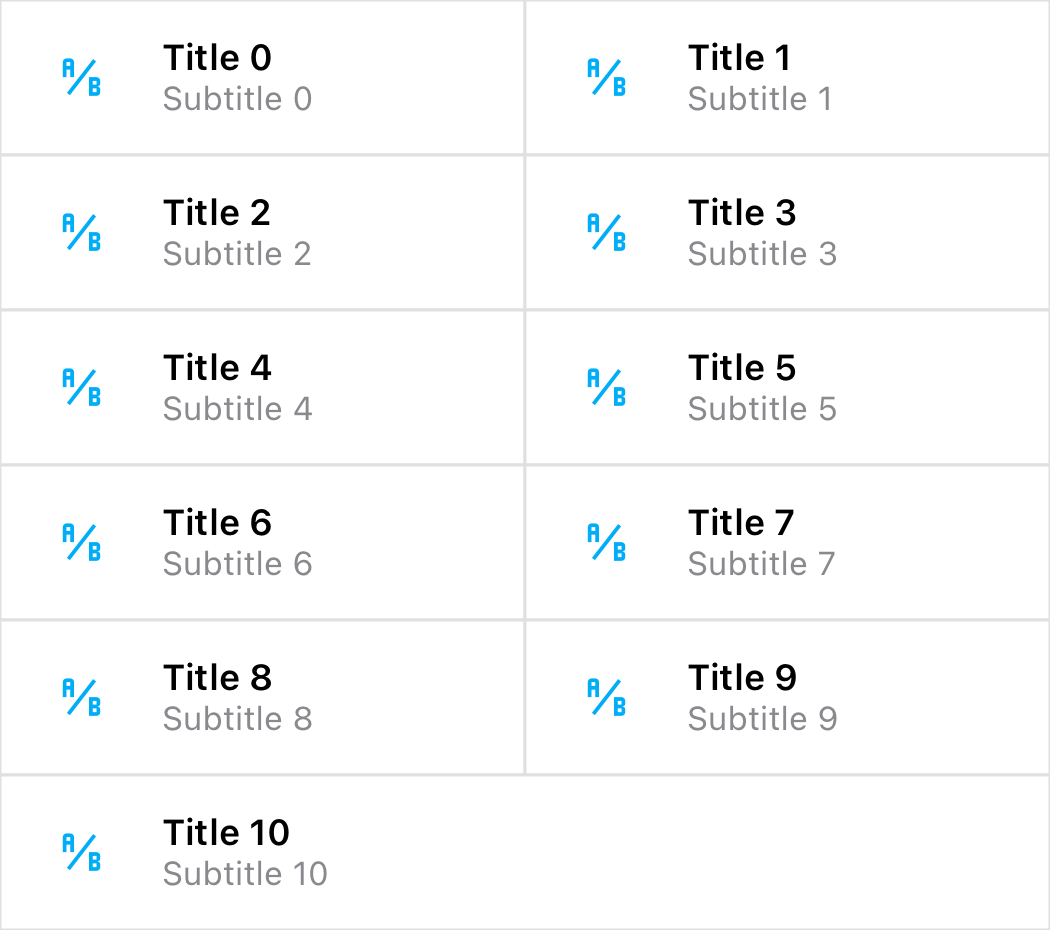 A/B
Title 0
Subtitle 0
A/B
Title 1
Subtitle 1
A/B
Title 2
Subtitle 2
A/B
Title 3
Subtitle 3
A/B
Title 4
Subtitle 4
A/B
Title 5
Subtitle 5
A/B
Title 6
Subtitle 6
A/B
Title 7
Subtitle 7
A/B
Title 8
Subtitle 8
A/B
Title 9
Subtitle 9
A/B
Title 10
Subtitle 10